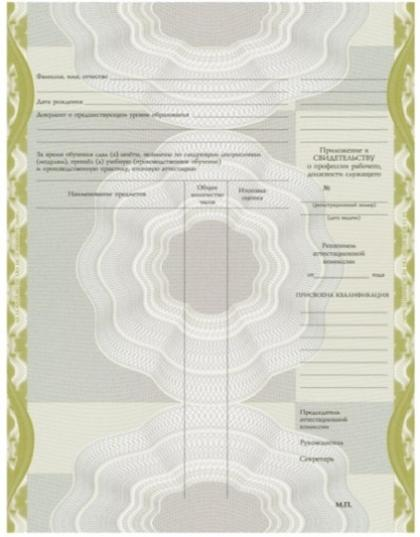 Фамилия, имя, отчество
Дата рождения
Документ о предшествующем уровне образования
За время обучения сдал (а) зачёты, экзамены по следующим дисциплинам
(модулям), прошёл (а) учебную (производственное обучение)
и производственную практику, итоговую аттестацию
Наименование предметов
Общее
количество
часов
Итоговая
оценка
Приложение к
СВИДЕТЕЛЬСТВУ
о профессии рабочего,
должности служащего
№
(регистрационный номер)
(дата выдачи)
Решением
аттестационной
комиссии
от года
ПРИСВОЕНА КВАЛИФИКАЦИЯ
Председатель
аттестационной
комиссии
Руководитель
Секретарь
М.П.